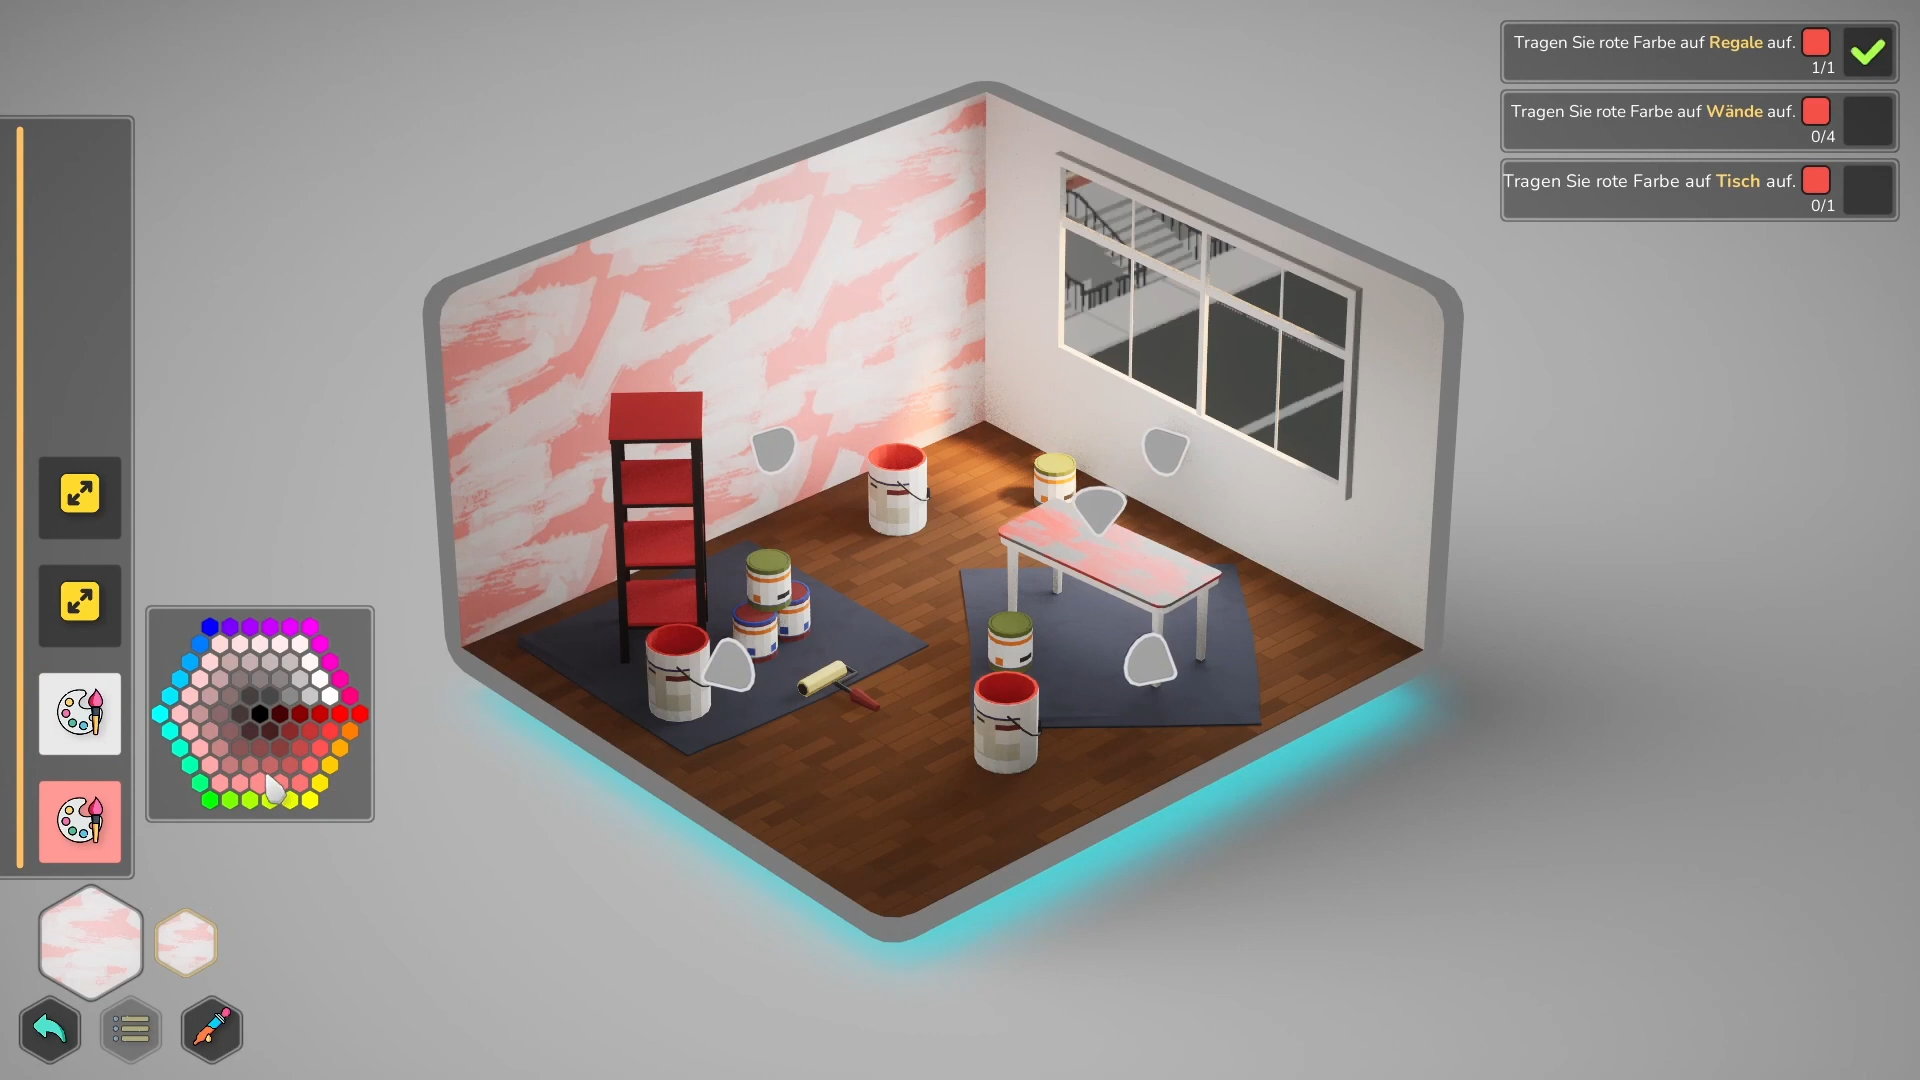 Tragen Sie rote Farbe auf Regale auf.
1/1
Tragen Sie rote Farbe auf Wände auf.
0/4
Tragen Sie rote Farbe auf Tisch auf.
0/1